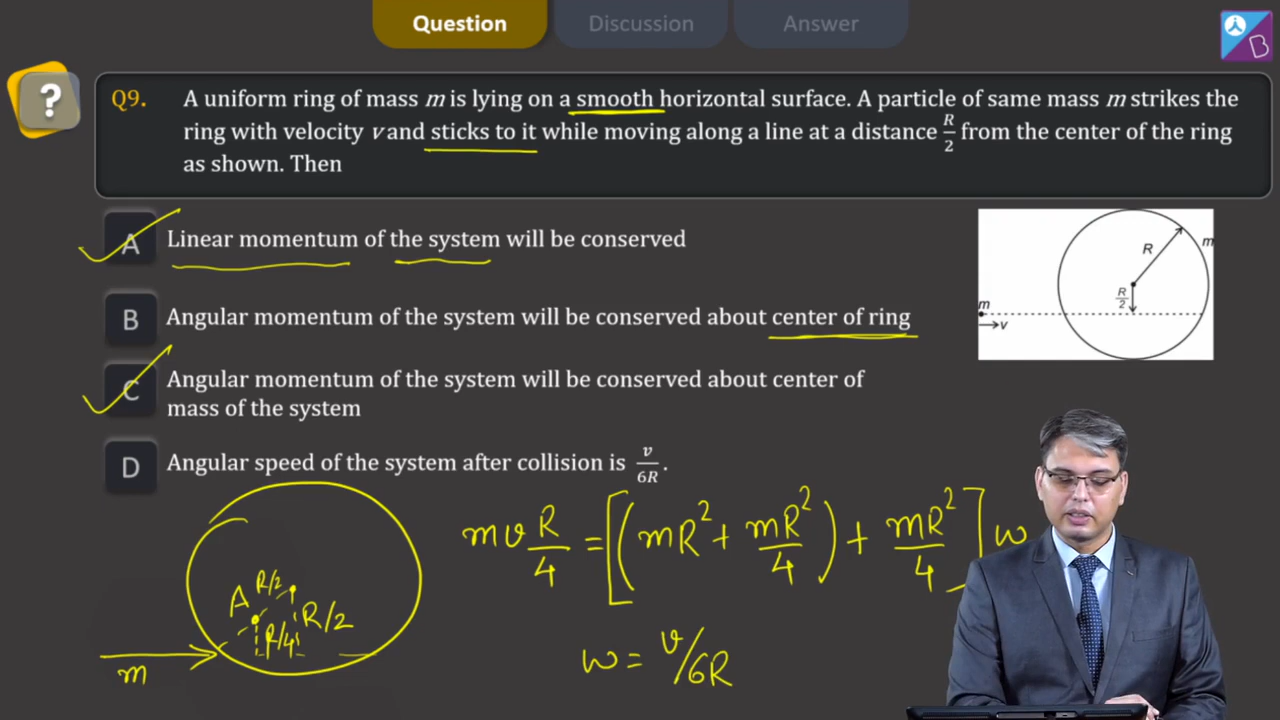 Question
Discussion
Answer
B
?
Q9.
A uniform ring of mass m is lying on a smooth horizontal surface. A particle of same mass m strikes the
ring with velocity v and sticks to it while moving along a line at a distance R/2 from the center of the ring
as shown. Then
A
Linear momentum of the system will be conserved
B
Angular momentum of the system will be conserved about center of ring
C
Angular momentum of the system will be conserved about center of
mass of the system
D
Angular speed of the system after collision is v/6R.
R
m
R/2
m
v
A
R/2
R/2
R/4
m
mv R/4 = [(mR² + mR²/4) + mR²/4] w
w = v/6R